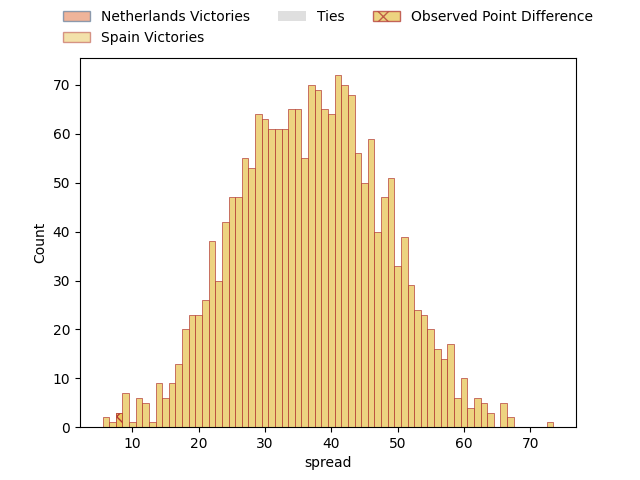 Netherlands Victories
Spain Victories
Ties
Observed Point Difference
Count
70
60
50
40
30
20
10
0
10 20 30 40 50 60 70
spread